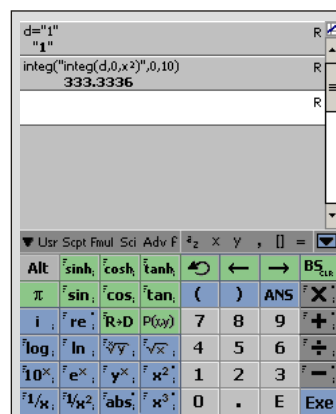 d="1"
R
"1"
integ("integ(d,0,x²)",0,10)
R
333.3336
R
▼ Usr Scpt Fmul Sci Adv F ª₂ x y , [] = ▼
Alt sinh cosh tanh ← → BS CLR
π sin cos tan ( ) ANS ×
i re R›D P(x,y) 7 8 9 +
log ln ʸ√y √x 4 5 6 ÷
10ˣ eˣ yˣ x² 1 2 3 −
1/x 1/x² abs x³ 0 . E Exe